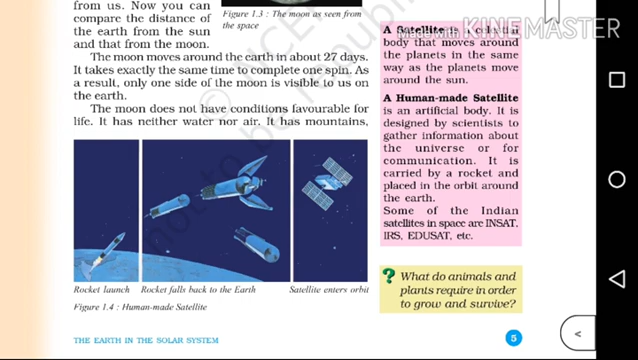 from us. Now you can
compare the distance of
the earth from the sun
and that from the moon.
Figure 1.3 : The moon as seen from
the space
The moon moves around the earth in about 27 days.
It takes exactly the same time to complete one spin. As
a result, only one side of the moon is visible to us on
the earth.
The moon does not have conditions favourable for
life. It has neither water nor air. It has mountains,
Rocket launch
Rocket falls back to the Earth
Satellite enters orbit
Figure 1.4 : Human-made Satellite
THE EARTH IN THE SOLAR SYSTEM
KINEMASTER
A Satellite is a celestial
body that moves around
the planets in the same
way as the planets move
around the sun.
A Human-made Satellite
is an artificial body. It is
designed by scientists to
gather information about
the universe or for
communication. It is
carried by a rocket and
placed in the orbit around
the earth.
Some of the Indian
satellites in space are INSAT,
IRS, EDUSAT, etc.
? What do animals and
plants require in order
to grow and survive?
5